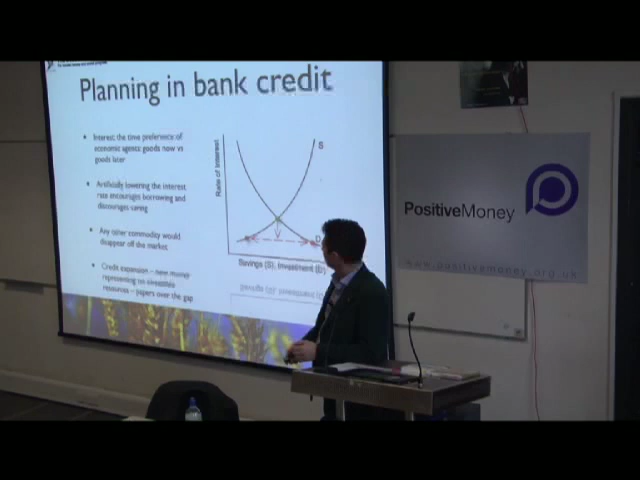 Planning in bank credit
• Interest the time preference of
economic agents goods now vs
goods later
• Artificially lowering the interest
rate encourages borrowing and
discourages saving
• Any other commodity would
disappear off the market
• Credit expansion – new money
representing no
resources – papers over the gap
Rate of Interest
S
D
Savings (S), Investment (D)
PositiveMoney
www.positivemoney.org.uk